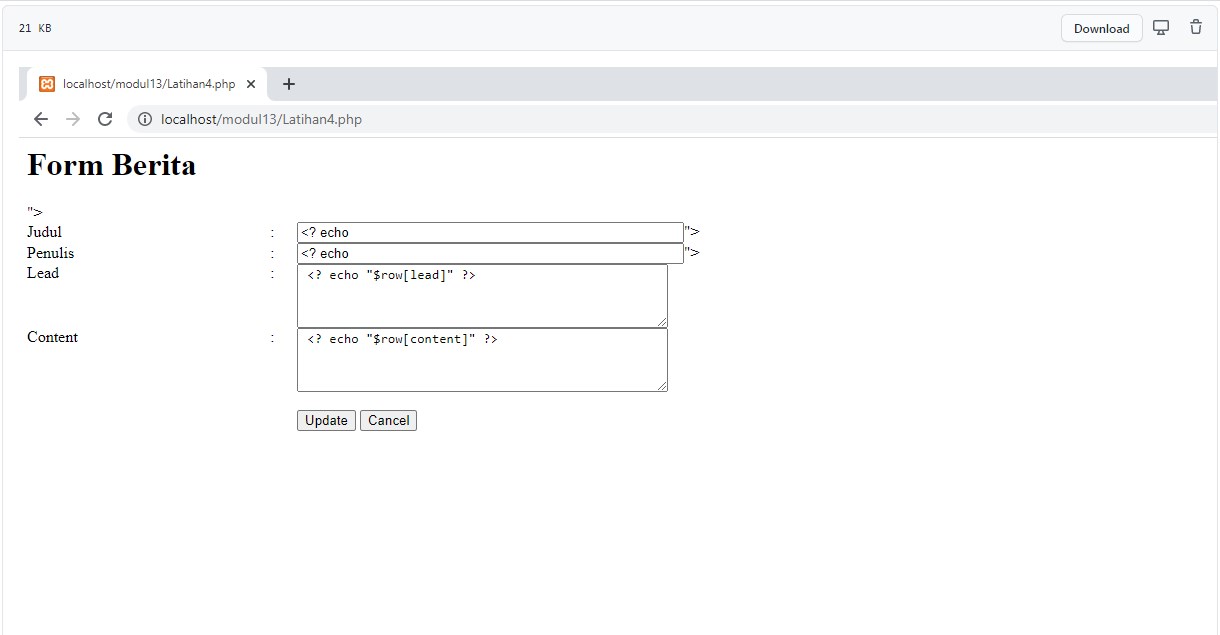 21 KB
Download
localhost/modul13/Latihan4.php
localhost/modul13/Latihan4.php
Form Berita
">
Judul : <? echo ">
Penulis : <? echo ">
Lead : <? echo "$row[lead]" ?>
Content : <? echo "$row[content]" ?>
Update Cancel